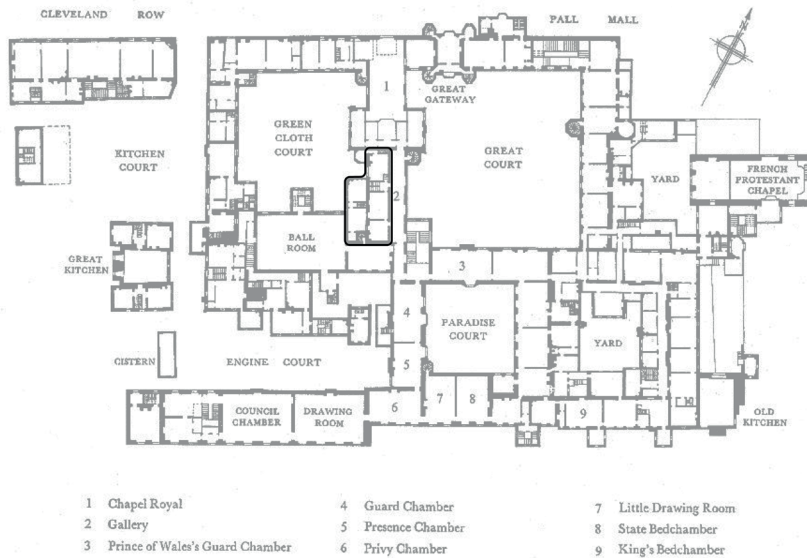 CLEVELAND ROW
PALL MALL
N
GREAT
GATEWAY
1
GREEN
CLOTH
COURT
GREAT
COURT
KITCHEN
COURT
YARD
FRENCH
PROTESTANT
CHAPEL
2
BALL
ROOM
GREAT
KITCHEN
3
4
PARADISE
COURT
YARD
5
CISTERN
ENGINE COURT
COUNCIL
CHAMBER
DRAWING
ROOM
6
7
8
9
OLD
KITCHEN
1 Chapel Royal
2 Gallery
3 Prince of Wales's Guard Chamber
4 Guard Chamber
5 Presence Chamber
6 Privy Chamber
7 Little Drawing Room
8 State Bedchamber
9 King's Bedchamber